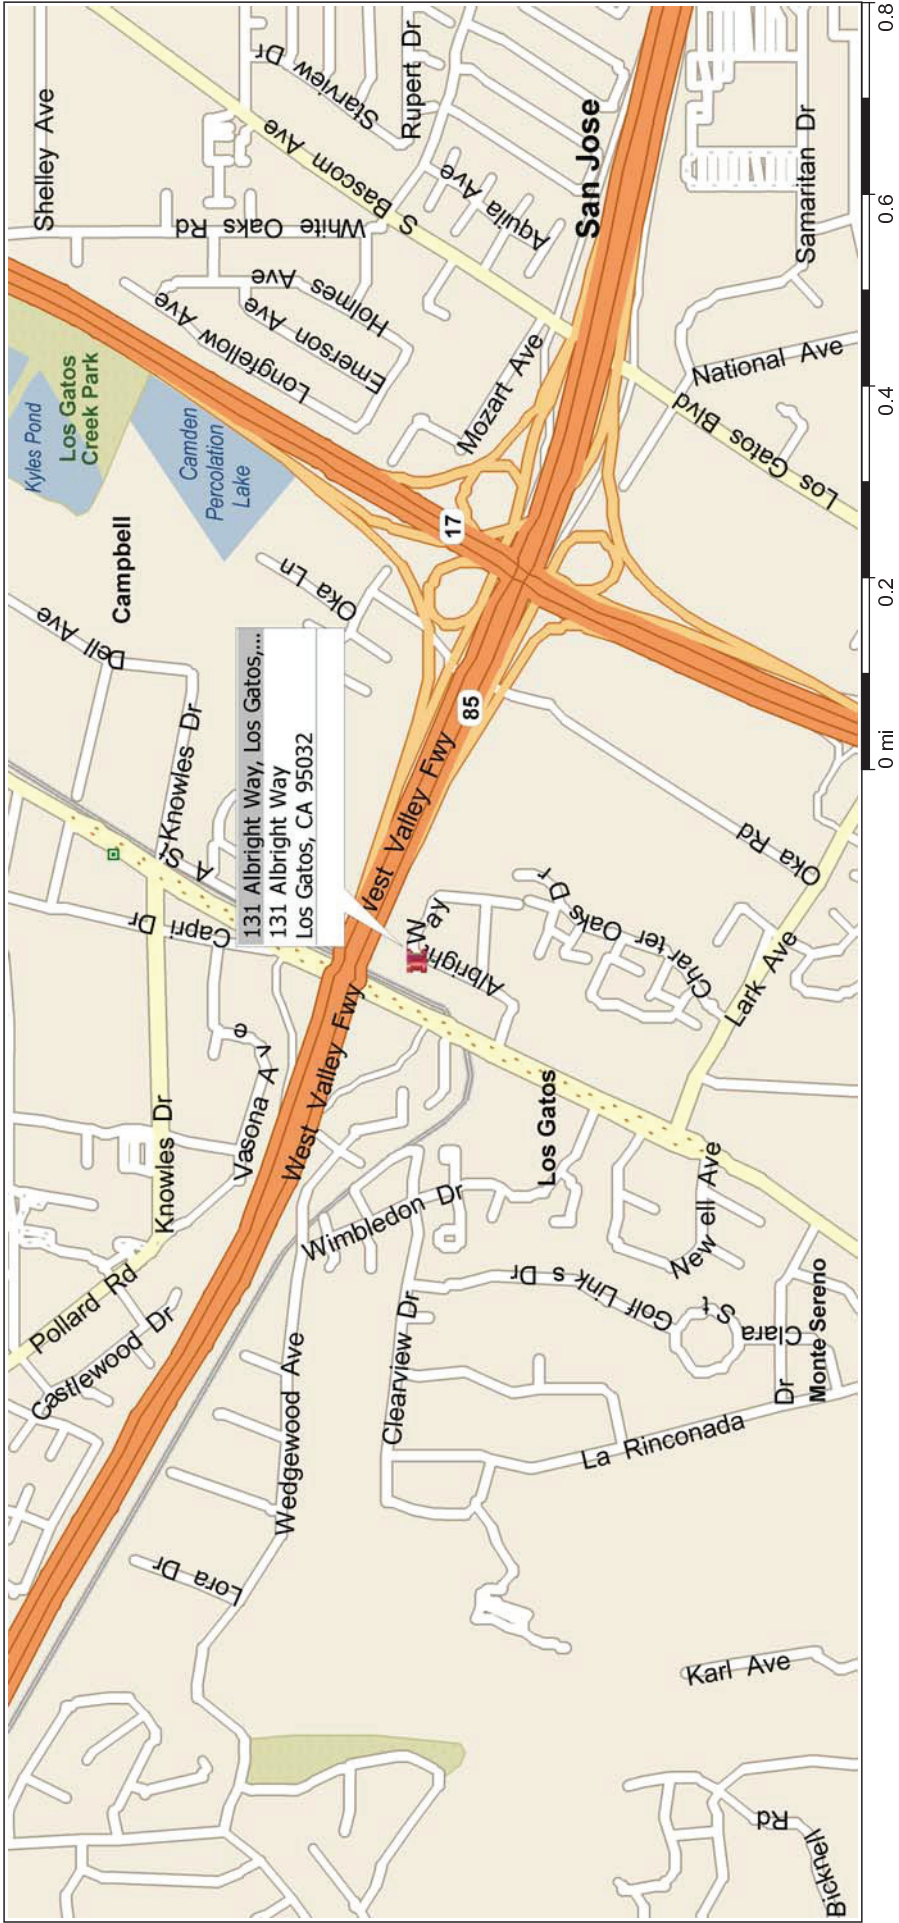 Shelley Ave
Starview Dr
Rupert Dr
S Bascom Ave
White Oaks Rd
Aquila Ave
San Jose
Samaritan Dr
Holmes Ave
Emerson Ave
Longfellow Ave
Mozart Ave
National Ave
Los Gatos Blvd
Kyles Pond
Los Gatos
Creek Park
Camden
Percolation
Lake
Campbell
17
Oka Ln
Dell Ave
85
Knowles Dr
A St
131 Albright Way, Los Gatos,...
131 Albright Way
Los Gatos, CA 95032
West Valley Fwy
Albright Way
Oka Rd
Charter Oaks Dr
Lark Ave
Capri Dr
Vasona Ave
Knowles Dr
West Valley Fwy
Los Gatos
Wimbledon Dr
New ell Ave
Pollard Rd
Castlewood Dr
Golf Link s Dr
Clara St
Monte Sereno
Clearview Dr
Wedgewood Ave
La Rinconada Dr
Lora Dr
Karl Ave
Bicknell Rd
0 mi
0.2
0.4
0.6
0.8